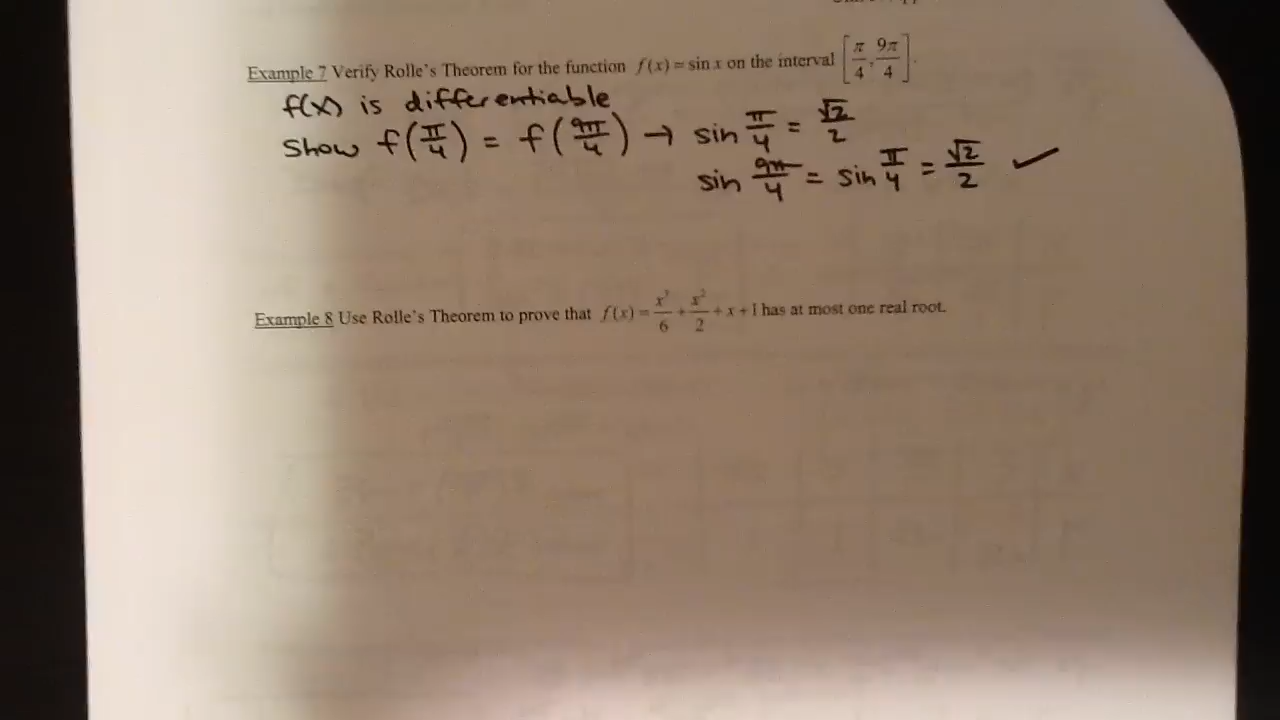 Example 7 Verify Rolle's Theorem for the function f(x) = sin x on the interval [π/4, 9π/4].
f(x) is differentiable
Show f(π/4) = f(9π/4) → sin π/4 = √2/2
sin 9π/4 = sin π/4 = √2/2 ✓
Example 8 Use Rolle's Theorem to prove that f(x) = x³/6 + x²/2 + x + 1 has at most one real root.